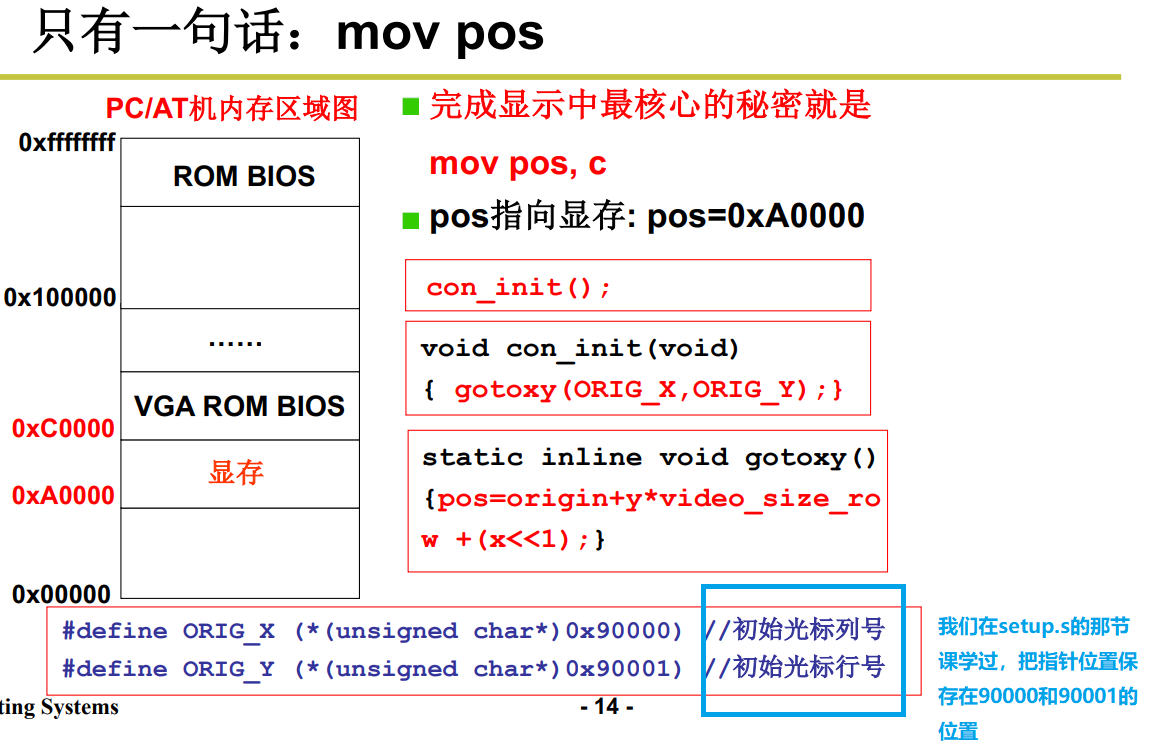 只有一句话：mov pos
PC/AT机内存区域图
0xffffffff
ROM BIOS
0x100000
……
VGA ROM BIOS
0xC0000
显存
0xA0000
0x00000
完成显示中最核心的秘密就是
mov pos, c
pos指向显存: pos=0xA0000
con_init();
void con_init(void)
{ gotoxy(ORIG_X,ORIG_Y);}
static inline void gotoxy()
{pos=origin+y*video_size_ro
w +(x<<1);}
#define ORIG_X (*(unsigned char*)0x90000) //初始光标列号
#define ORIG_Y (*(unsigned char*)0x90001) //初始光标行号
我们在setup.s的那节
课学过，把指针位置保
存在90000和90001的
位置
ting Systems
- 14 -